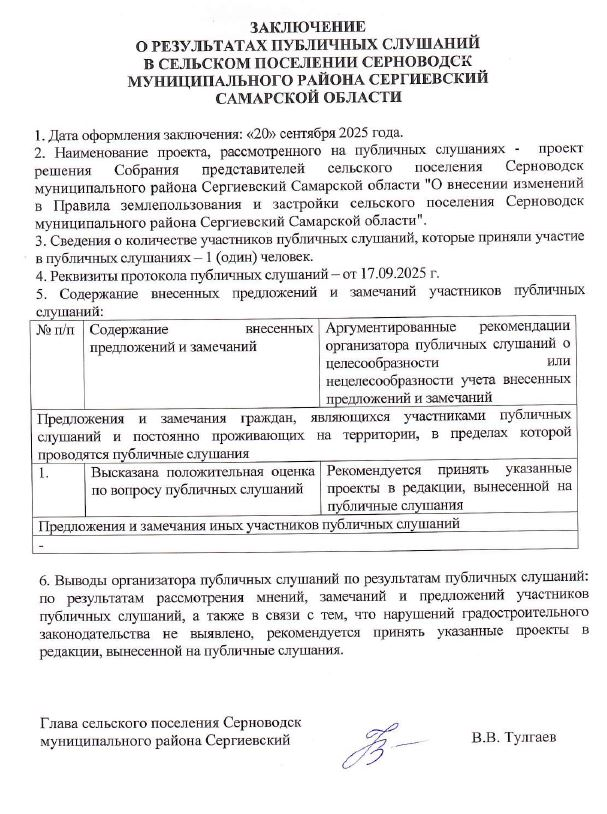 ЗАКЛЮЧЕНИЕ
О РЕЗУЛЬТАТАХ ПУБЛИЧНЫХ СЛУШАНИЙ
В СЕЛЬСКОМ ПОСЕЛЕНИИ СЕРНОВОДСК
МУНИЦИПАЛЬНОГО РАЙОНА СЕРГИЕВСКИЙ
САМАРСКОЙ ОБЛАСТИ
1. Дата оформления заключения: «20» сентября 2025 года.
2. Наименование проекта, рассмотренного на публичных слушаниях - проект
решения Собрания представителей сельского поселения Серноводск
муниципального района Сергиевский Самарской области "О внесении изменений
в Правила землепользования и застройки сельского поселения Серноводск
муниципального района Сергиевский Самарской области".
3. Сведения о количестве участников публичных слушаний, которые приняли участие
в публичных слушаниях – 1 (один) человек.
4. Реквизиты протокола публичных слушаний – от 17.09.2025 г.
5. Содержание внесенных предложений и замечаний участников публичных
слушаний:
№ п/п
Содержание внесенных
предложений и замечаний
Аргументированные рекомендации
организатора публичных слушаний о
целесообразности или
нецелесообразности учета внесенных
предложений и замечаний
Предложения и замечания граждан, являющихся участниками публичных
слушаний и постоянно проживающих на территории, в пределах которой
проводятся публичные слушания
1.
Высказана положительная оценка
по вопросу публичных слушаний
Рекомендуется принять указанные
проекты в редакции, вынесенной на
публичные слушания
Предложения и замечания иных участников публичных слушаний
-
6. Выводы организатора публичных слушаний по результатам публичных слушаний:
по результатам рассмотрения мнений, замечаний и предложений участников
публичных слушаний, а также в связи с тем, что нарушений градостроительного
законодательства не выявлено, рекомендуется принять указанные проекты в
редакции, вынесенной на публичные слушания.
Глава сельского поселения Серноводск
муниципального района Сергиевский
В.В. Тулгаев